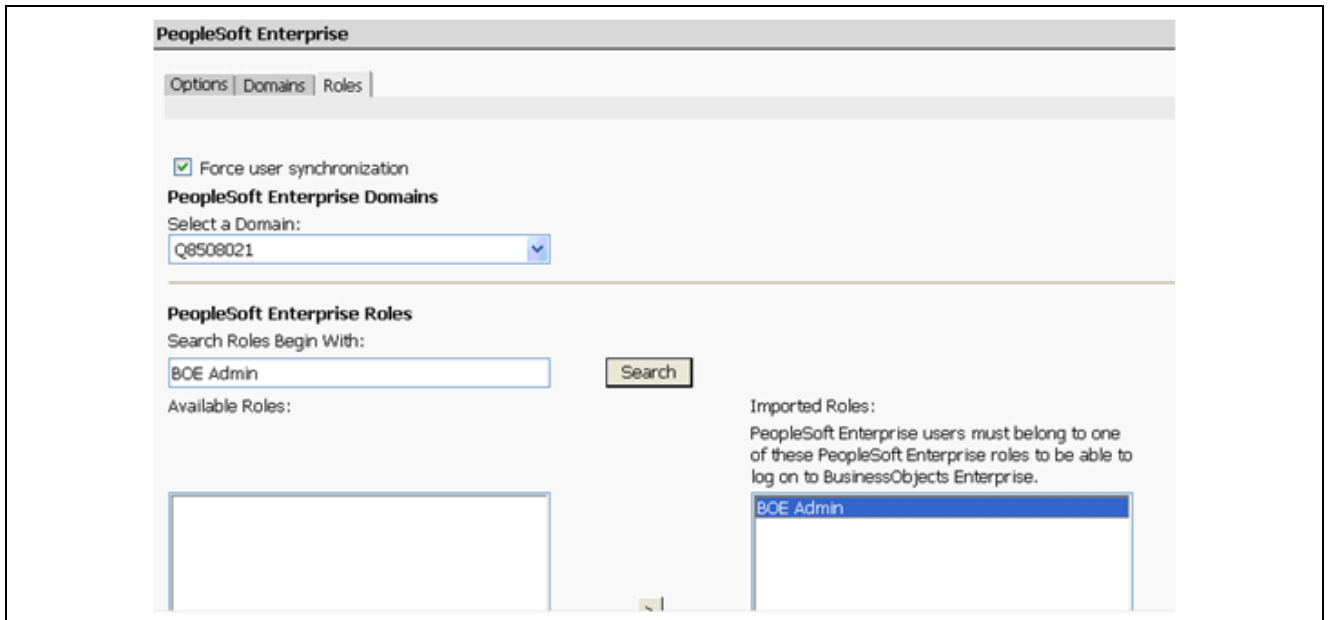 PeopleSoft Enterprise
Options | Domains | Roles
Force user synchronization
PeopleSoft Enterprise Domains
Select a Domain:
Q8508021
PeopleSoft Enterprise Roles
Search Roles Begin With:
BOE Admin
Search
Available Roles:
Imported Roles:
PeopleSoft Enterprise users must belong to one
of these PeopleSoft Enterprise roles to be able to
log on to BusinessObjects Enterprise.
BOE Admin
>